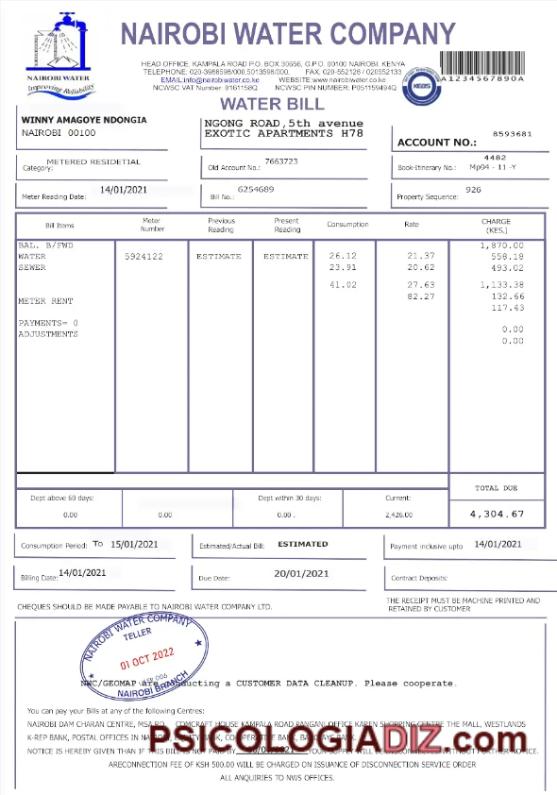 NAIROBI WATER COMPANY
NAIROBI WATER
Improving Reliability
HEAD OFFICE, KAMPALA ROAD P.O. BOX 30656, G.P.O. 00100 NAIROBI, KENYA
TELEPHONE: 020-3988598/000,5013598/000. FAX. 020-552126 / 020552133
EMAIL:info@nairobiwater.co.ke WEBSITE www.nairobiwater.co.ke
NCWSC VAT Number 9161158Q NCWSC PIN NUMBER: P051159494Q
KEBS
A1234567890A
WATER BILL
WINNY AMAGOYE NDONGIA
NAIROBI 00100
NGONG ROAD,5th avenue
EXOTIC APARTMENTS H78
8593681
ACCOUNT NO.:
METERED RESIDETIAL
Category:
7663723
Old Account No.:
4482
Book-Itinerary No.: Mp94 - 11 -Y
Meter Reading Date: 14/01/2021
Bill No.: 6254689
Property Sequence: 926
Bill Items Meter Number Previous Reading Present Reading Consumption Rate CHARGE (KES.)
BAL. B/FWD 1,870.00
WATER 5924122 ESTIMATE ESTIMATE 26.12 21.37 558.18
SEWER 23.91 20.62 493.02
41.02 27.63 1,133.38
METER RENT 82.27 132.66
117.43
PAYMENTS= 0 0.00
ADJUSTMENTS 0.00
TOTAL DUE
Dept above 60 days: Dept within 30 days: Current:
0.00 0.00 0.00. 2,426.00 4,304.67
Consumption Period: To 15/01/2021
Estimated/Actual Bill: ESTIMATED
Payment inclusive upto 14/01/2021
Billing Date: 14/01/2021
Due Date: 20/01/2021
Contract Deposits:
CHEQUES SHOULD BE MADE PAYABLE TO NAIROBI WATER COMPANY LTD.
THE RECEIPT MUST BE MACHINE PRINTED AND
RETAINED BY CUSTOMER
NAIROBI WATER COMPANY
TELLER
01 OCT 2022
NAIROBI BRANCH
NWC/GEOMAP are conducting a CUSTOMER DATA CLEANUP. Please cooperate.
You can pay your Bills at any of the following Centres:
NAIROBI DAM CHARAN CENTRE, COMCRAFT HOUSE KAMPALA ROAD OFFICE KAREN SHOPPING CENTRE THE MALL, WESTLANDS
K-REP BANK, POSTAL OFFICES IN
PSHOLOGADIZ.com
NOTICE IS HEREBY GIVEN THAN IF THIS BILL IS NOT PAID BY YOUR SUPPLY WILL BE DISCONNECTED WITHOUT FURTHER NOTICE.
ARECONNECTION FEE OF KSH 500.00 WILL BE CHARGED ON ISSUANCE OF DISCONNECTION SERVICE ORDER
ALL ANQUIRIES TO NWS OFFICES.